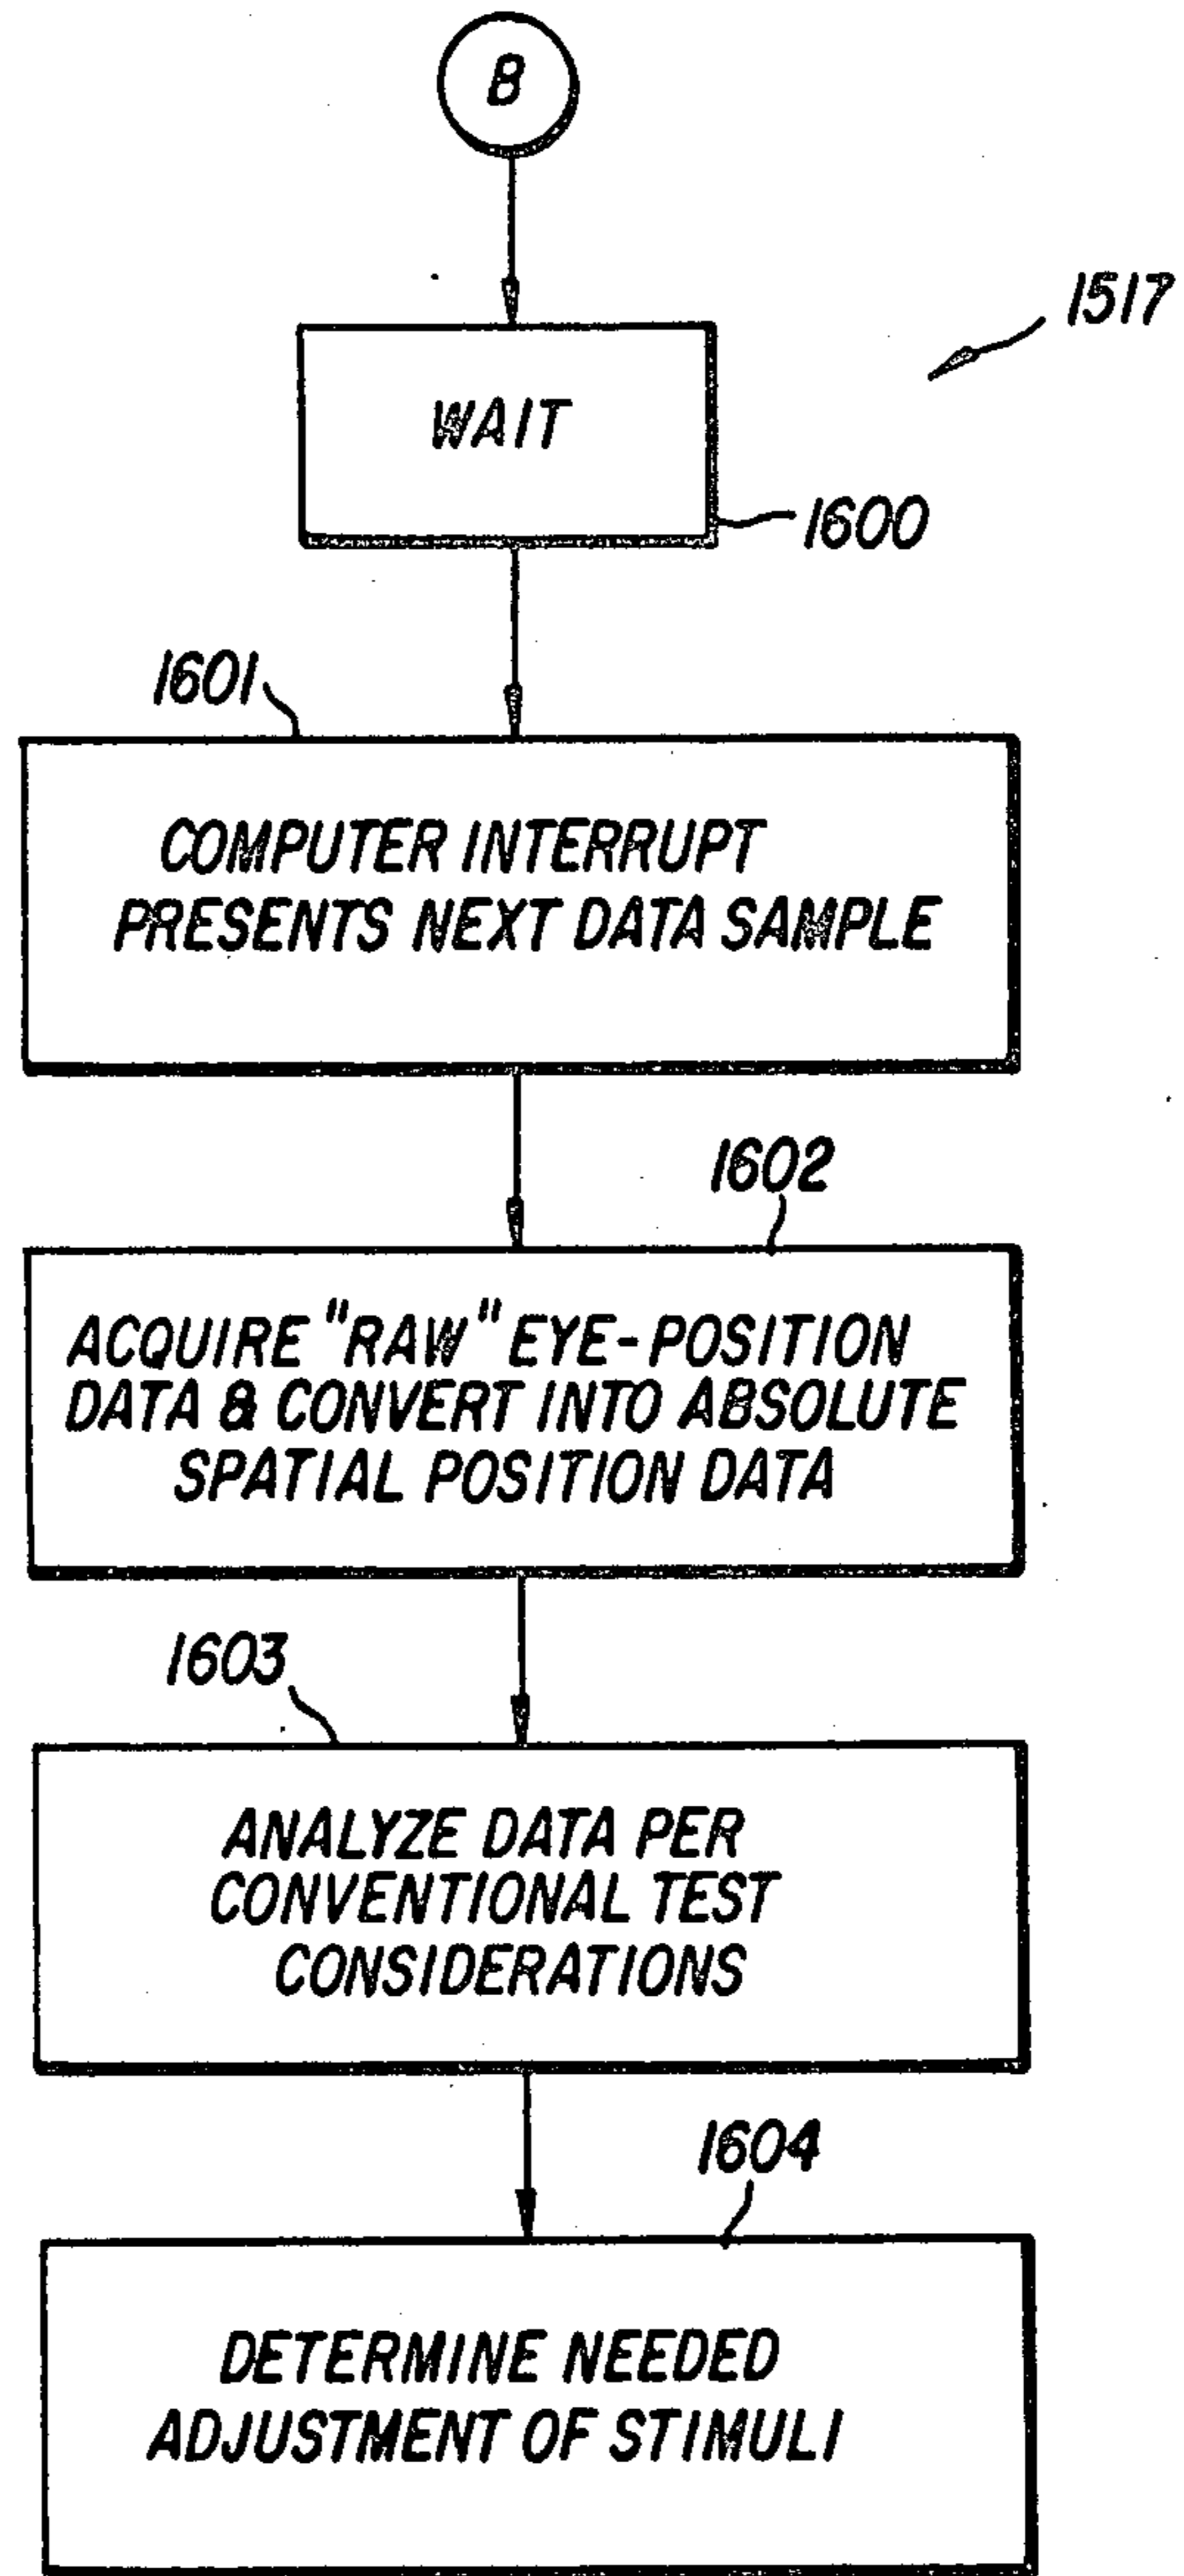 B
1517
WAIT
1600
1601
COMPUTER INTERRUPT
PRESENTS NEXT DATA SAMPLE
1602
ACQUIRE "RAW" EYE-POSITION
DATA & CONVERT INTO ABSOLUTE
SPATIAL POSITION DATA
1603
ANALYZE DATA PER
CONVENTIONAL TEST
CONSIDERATIONS
1604
DETERMINE NEEDED
ADJUSTMENT OF STIMULI